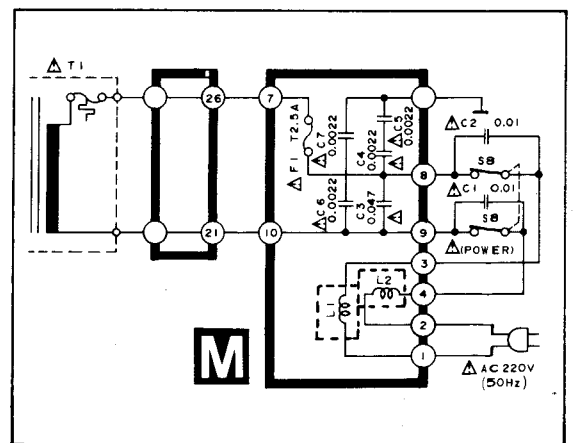 ⚠ T1
26
7
F1 T2.5A
⚠
⚠ C7
0.0022
C4
0.0022
⚠ C5
0.0022
⚠
⚠ C2 0.01
S8
8
⚠ C1 0.01
S8
⚠ C6
0.0022
C3
0.047
⚠
21
10
9
⚠ (POWER)
3
L2
4
L1
2
1
M
⚠ AC 220V
(50Hz)